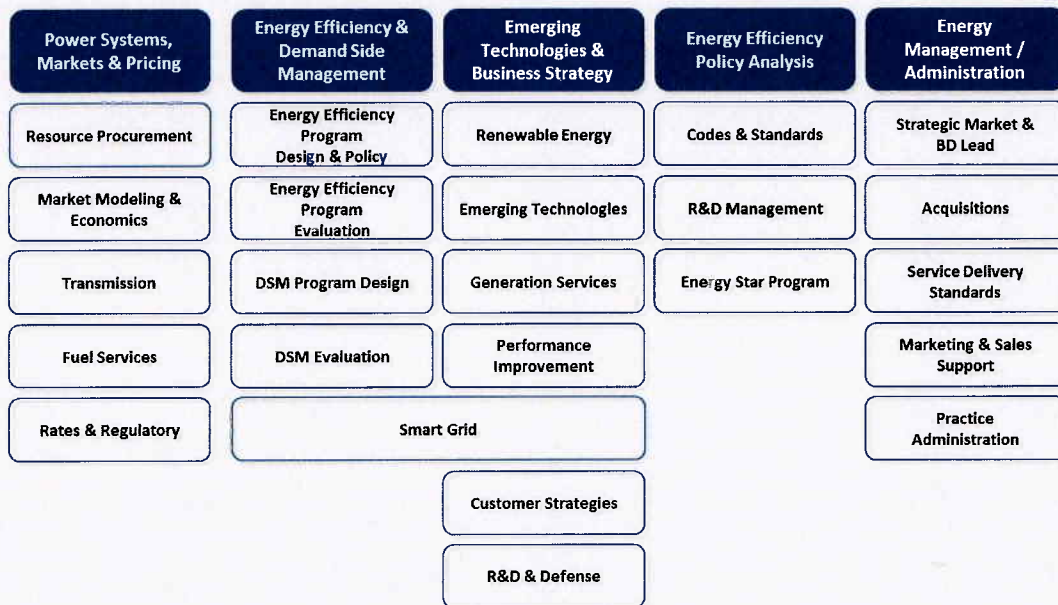 Power Systems,
Markets & Pricing
Resource Procurement
Market Modeling &
Economics
Transmission
Fuel Services
Rates & Regulatory
Energy Efficiency &
Demand Side
Management
Energy Efficiency
Program
Design & Policy
Energy Efficiency
Program
Evaluation
DSM Program Design
DSM Evaluation
Smart Grid
Emerging
Technologies &
Business Strategy
Renewable Energy
Emerging Technologies
Generation Services
Performance
Improvement
Customer Strategies
R&D & Defense
Energy Efficiency
Policy Analysis
Codes & Standards
R&D Management
Energy Star Program
Energy
Management /
Administration
Strategic Market &
BD Lead
Acquisitions
Service Delivery
Standards
Marketing & Sales
Support
Practice
Administration